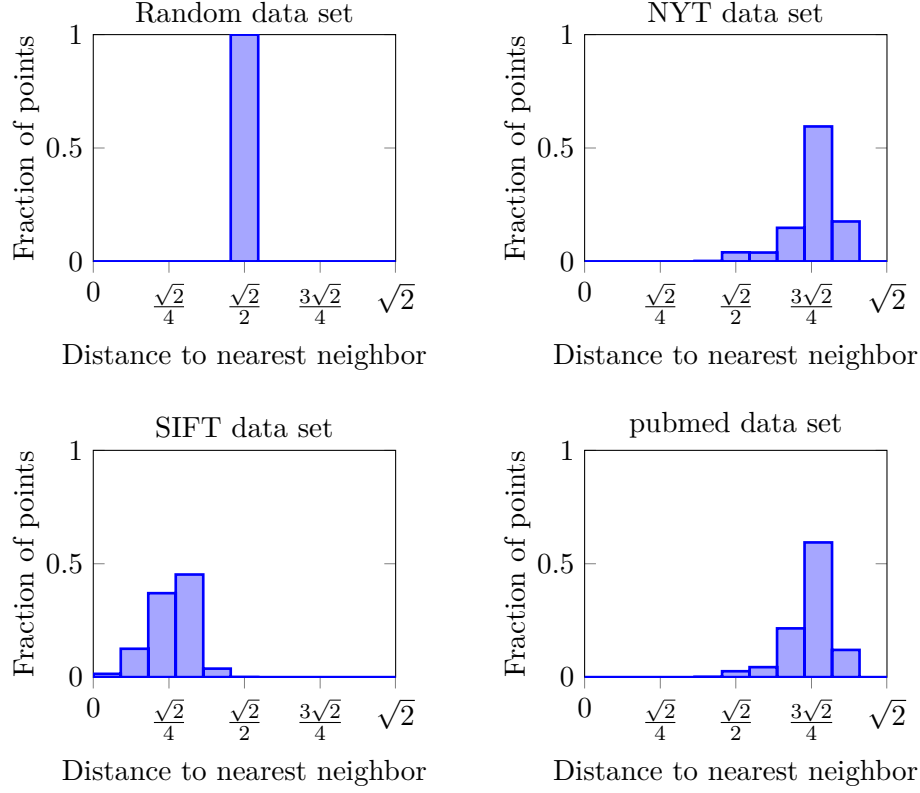 Random data set
Fraction of points
1
0.5
0
0 √2/4 √2/2 3√2/4 √2
Distance to nearest neighbor
NYT data set
Fraction of points
1
0.5
0
0 √2/4 √2/2 3√2/4 √2
Distance to nearest neighbor
SIFT data set
Fraction of points
1
0.5
0
0 √2/4 √2/2 3√2/4 √2
Distance to nearest neighbor
pubmed data set
Fraction of points
1
0.5
0
0 √2/4 √2/2 3√2/4 √2
Distance to nearest neighbor